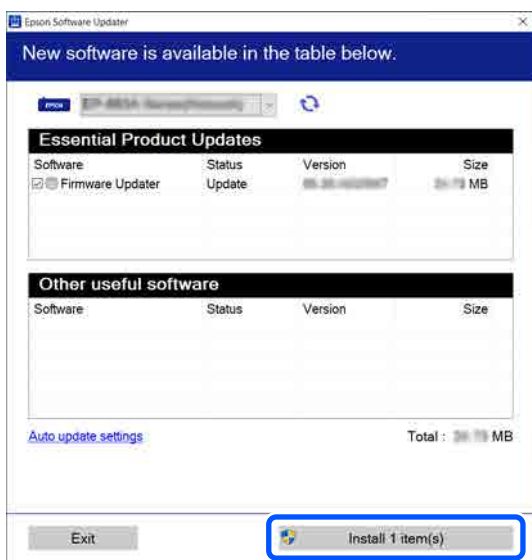 Epson Software Updater
New software is available in the table below.
EPSON
Essential Product Updates
Software Status Version Size
Firmware Updater Update MB
Other useful software
Software Status Version Size
Auto update settings Total : MB
Exit Install 1 item(s)